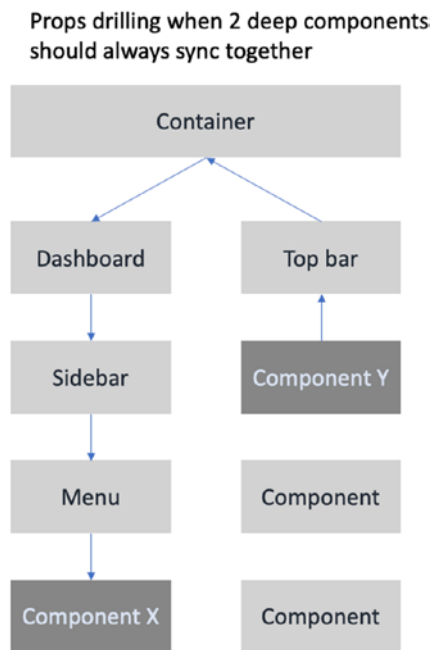 Props drilling when 2 deep components
should always sync together
Container
Dashboard
Top bar
Sidebar
Component Y
Menu
Component
Component X
Component